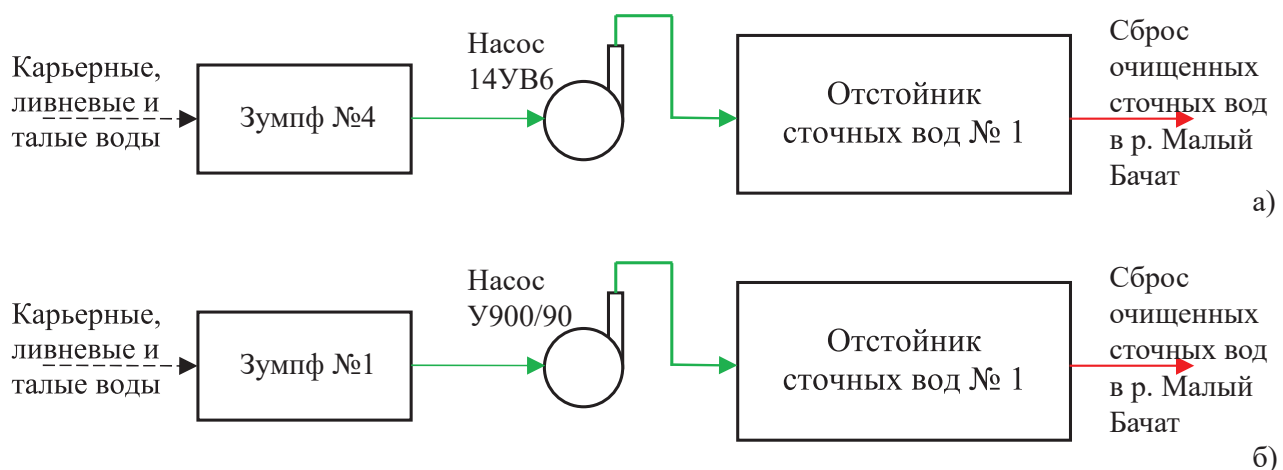 Карьерные,
ливневые и
талые воды
Зумпф №4
Насос
14УВ6
Отстойник
сточных вод № 1
Сброс
очищенных
сточных вод
в р. Малый
Бачат
а)
Карьерные,
ливневые и
талые воды
Зумпф №1
Насос
У900/90
Отстойник
сточных вод № 1
Сброс
очищенных
сточных вод
в р. Малый
Бачат
б)